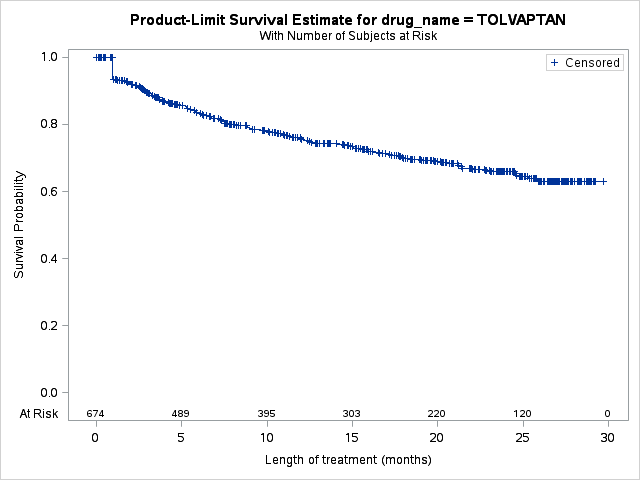 Product-Limit Survival Estimate for drug_name = TOLVAPTAN
With Number of Subjects at Risk
+ Censored
Survival Probability
1.0
0.8
0.6
0.4
0.2
0.0
At Risk 674 489 395 303 220 120 0
0 5 10 15 20 25 30
Length of treatment (months)